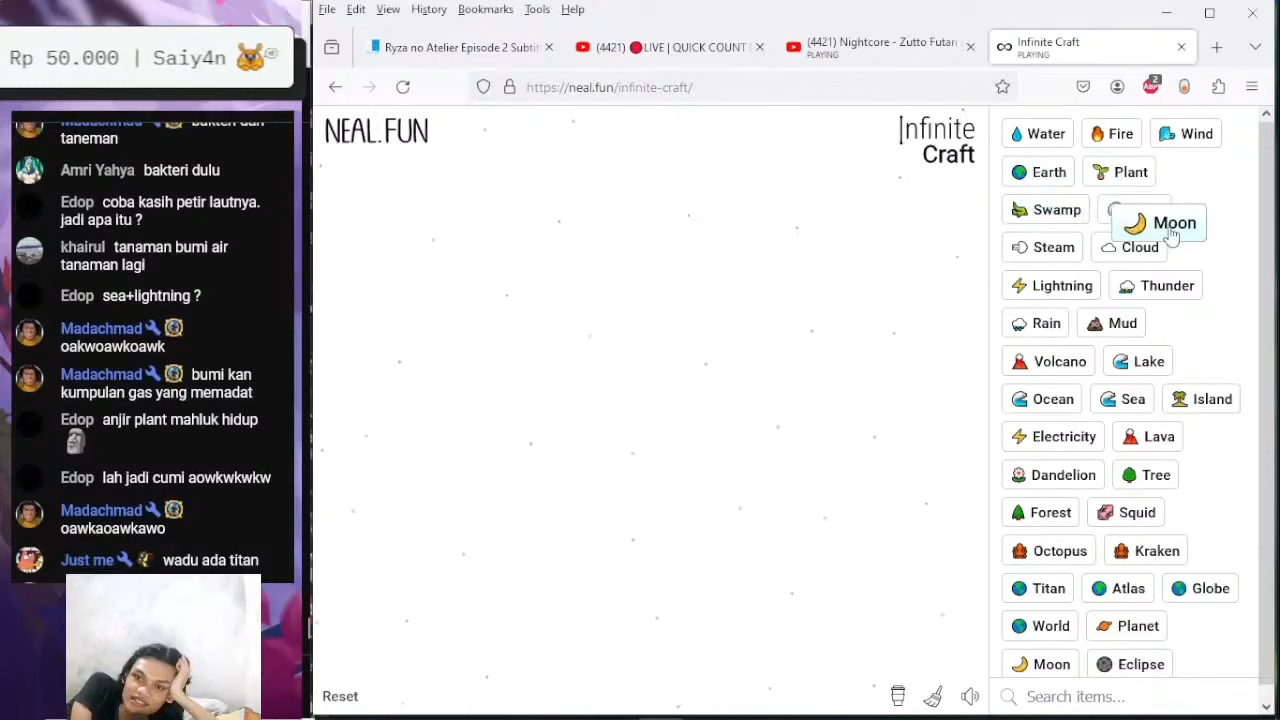 Rp 50.000 | Saiy4n
taneman
Amri Yahya bakteri dulu
Edop coba kasih petir lautnya.
jadi apa itu ?
khairul tanaman bumi air
tanaman lagi
Edop sea+lightning ?
Madachmad
oakwoawkoawk
Madachmad bumi kan
kumpulan gas yang memadat
Edop anjir plant mahluk hidup
Edop lah jadi cumi aowkwkwkw
Madachmad
oawkaoawkawo
Just me wadu ada titan
File Edit View History Bookmarks Tools Help
Ryza no Atelier Episode 2 Subtit
(4421) LIVE | QUICK COUNT
(4421) Nightcore - Zutto Futar
PLAYING
Infinite Craft
PLAYING
https://neal.fun/infinite-craft/
2
NEAL.FUN
Infinite
Craft
Water Fire Wind
Earth Plant
Swamp
Moon
Steam Cloud
Lightning Thunder
Rain Mud
Volcano Lake
Ocean Sea Island
Electricity Lava
Dandelion Tree
Forest Squid
Octopus Kraken
Titan Atlas Globe
World Planet
Moon Eclipse
Reset
Search items...